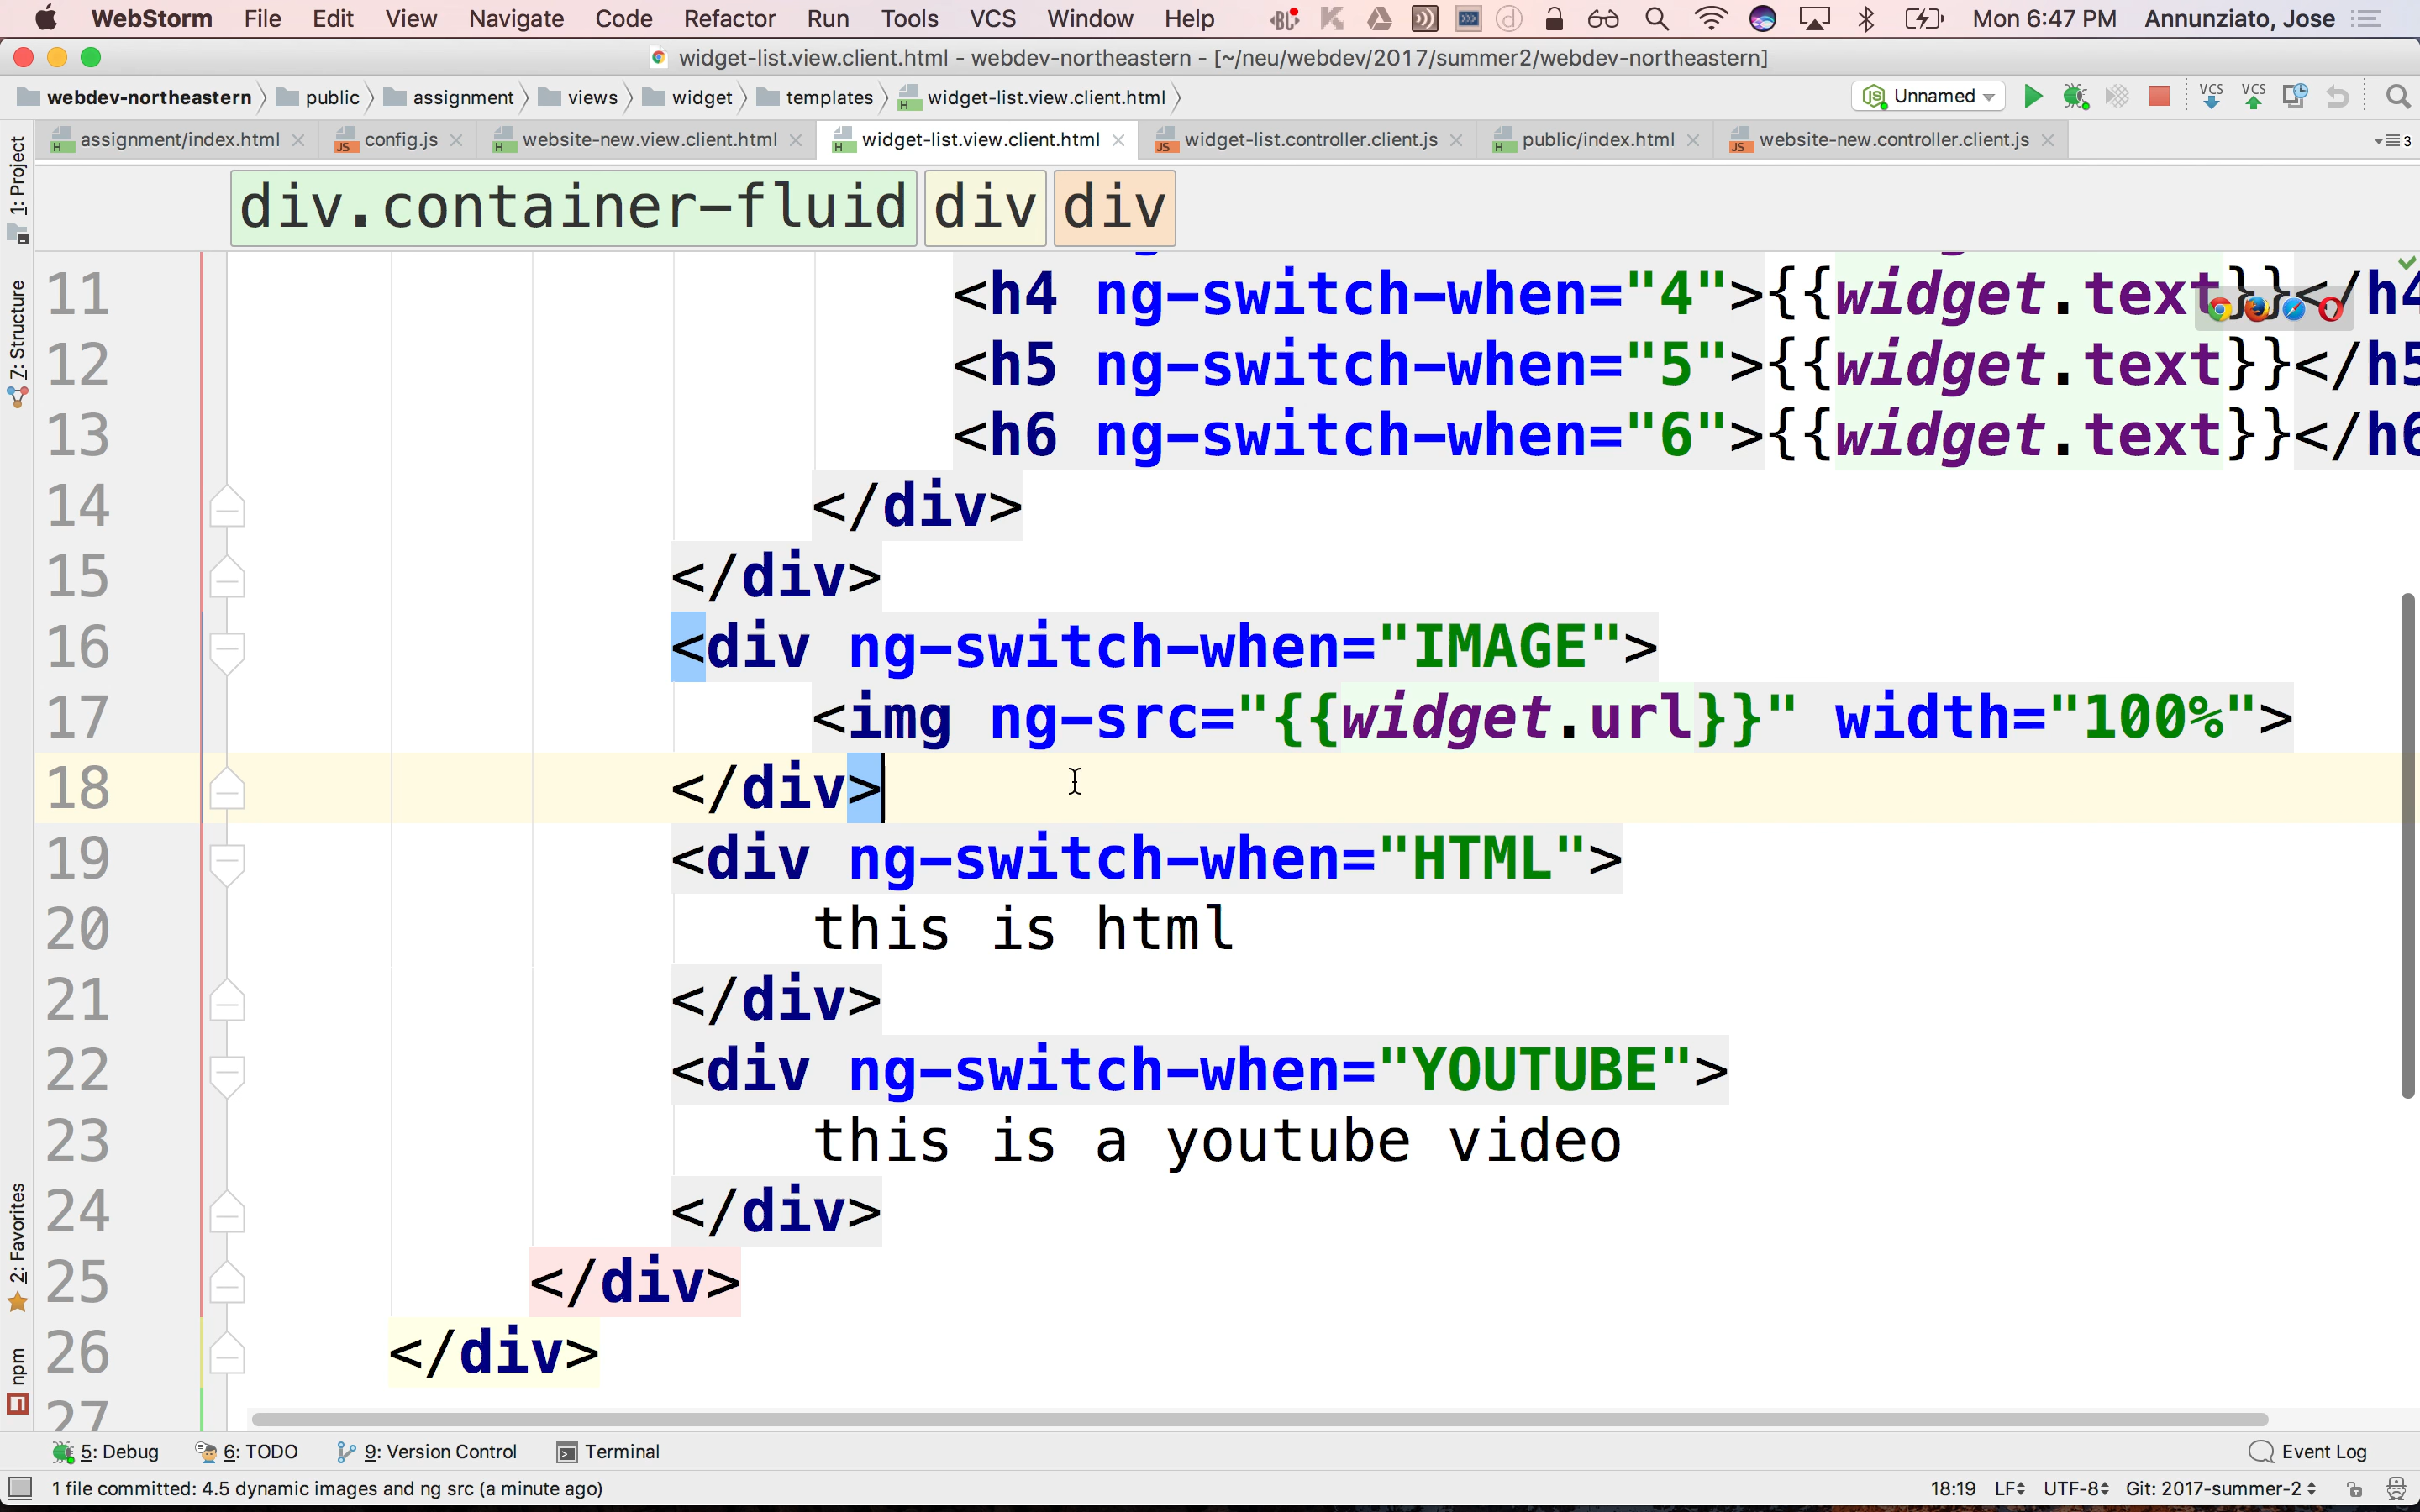 WebStorm File Edit View Navigate Code Refactor Run Tools VCS Window Help Mon 6:47 PM Annunziato, Jose
widget-list.view.client.html - webdev-northeastern - [~/neu/webdev/2017/summer2/webdev-northeastern]
webdev-northeastern public assignment views widget templates widget-list.view.client.html Unnamed VCS VCS
assignment/index.html config.js website-new.view.client.html widget-list.view.client.html widget-list.controller.client.js public/index.html website-new.controller.client.js 3
1: Project
7: Structure
2: Favorites
npm
div.container-fluid div div
11 <h4 ng-switch-when="4">{{widget.text}}</h4
12 <h5 ng-switch-when="5">{{widget.text}}</h5
13 <h6 ng-switch-when="6">{{widget.text}}</h6
14 </div>
15 </div>
16 <div ng-switch-when="IMAGE">
17 <img ng-src="{{widget.url}}" width="100%">
18 </div>
19 <div ng-switch-when="HTML">
20 this is html
21 </div>
22 <div ng-switch-when="YOUTUBE">
23 this is a youtube video
24 </div>
25 </div>
26 </div>
27
5: Debug 6: TODO 9: Version Control Terminal Event Log
1 file committed: 4.5 dynamic images and ng src (a minute ago) 18:19 LF UTF-8 Git: 2017-summer-2